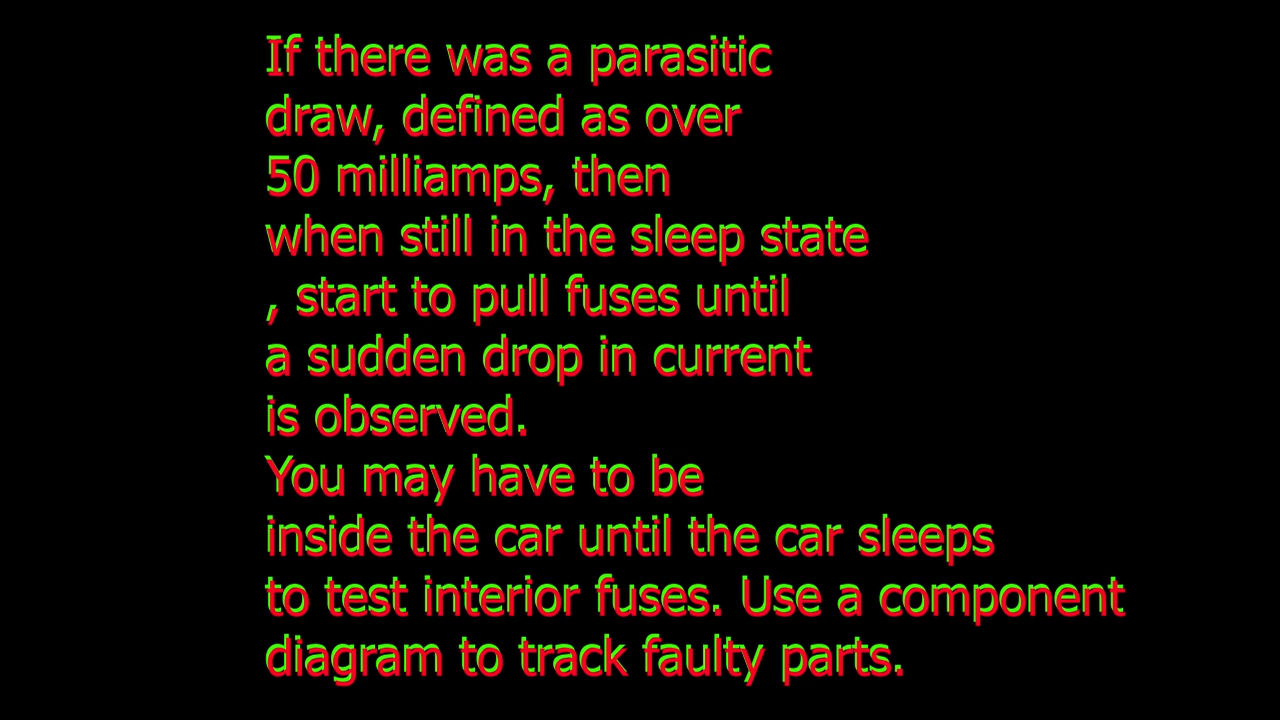 If there was a parasitic
draw, defined as over
50 milliamps, then
when still in the sleep state
, start to pull fuses until
a sudden drop in current
is observed.
You may have to be
inside the car until the car sleeps
to test interior fuses. Use a component
diagram to track faulty parts.